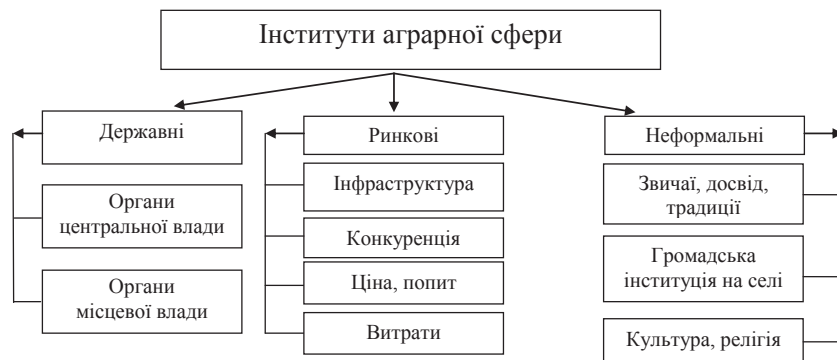 Інститути аграрної сфери
Державні
Органи
центральної влади
Органи
місцевої влади
Ринкові
Інфраструктура
Конкуренція
Ціна, попит
Витрати
Неформальні
Звичаї, досвід,
традиції
Громадська
інституція на селі
Культура, релігія